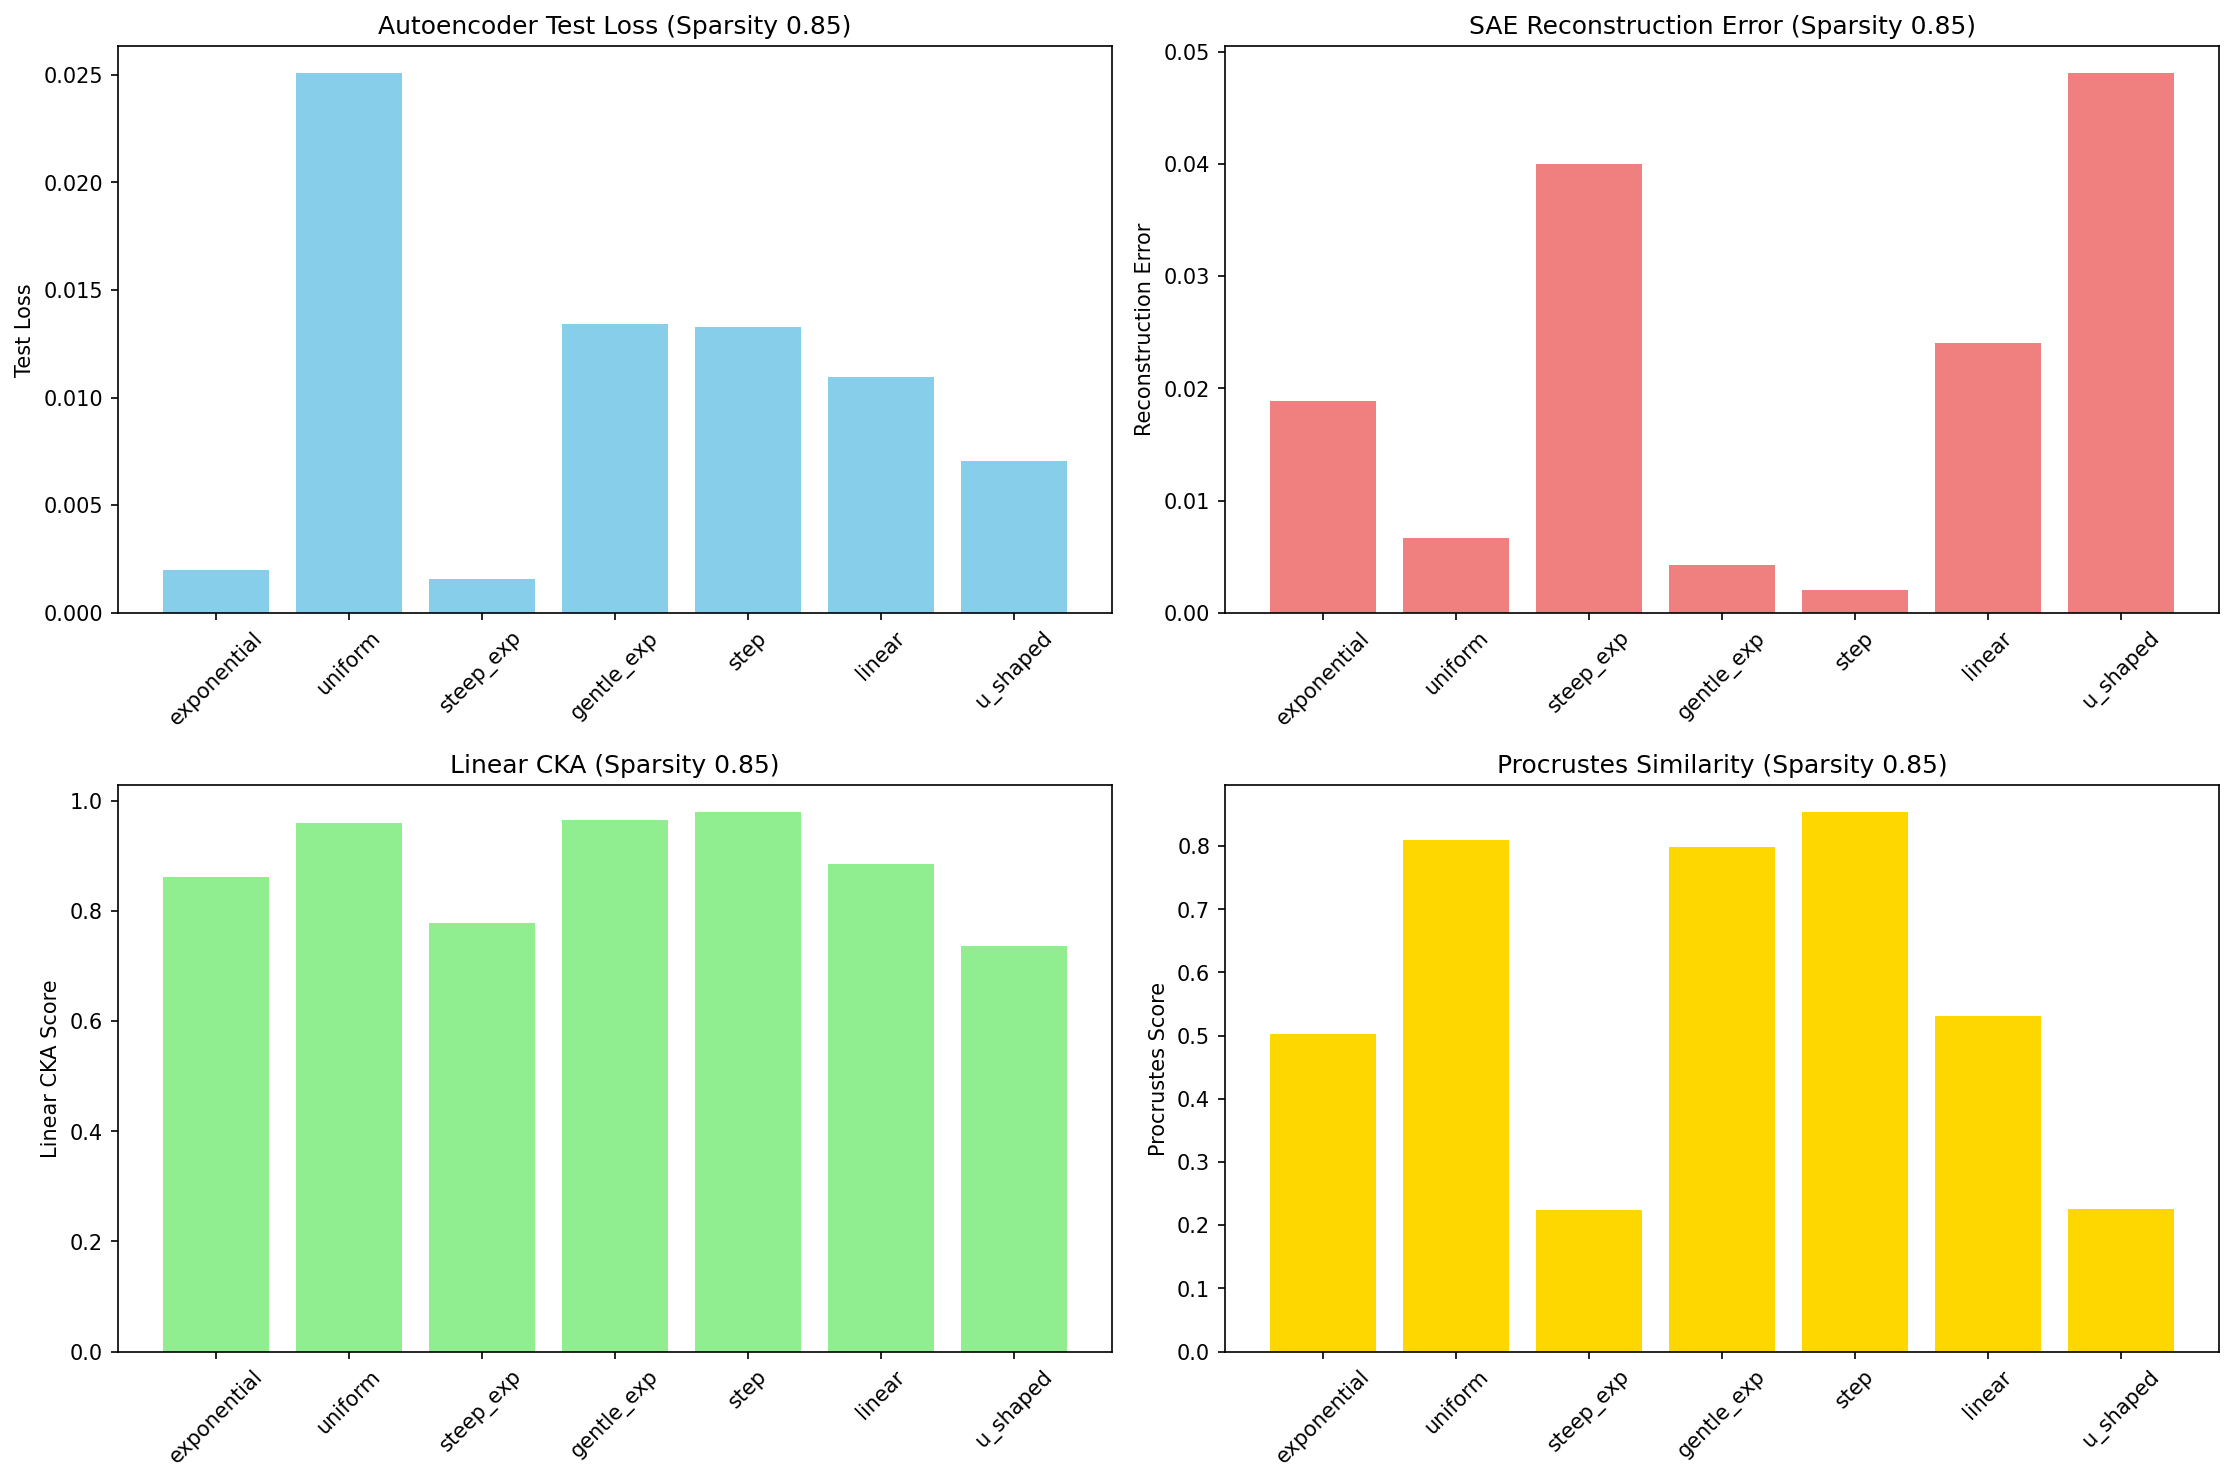 Autoencoder Test Loss (Sparsity 0.85)
Test Loss
0.025
0.020
0.015
0.010
0.005
0.000
exponential
uniform
steep_exp
gentle_exp
step
linear
u_shaped
SAE Reconstruction Error (Sparsity 0.85)
Reconstruction Error
0.05
0.04
0.03
0.02
0.01
0.00
exponential
uniform
steep_exp
gentle_exp
step
linear
u_shaped
Linear CKA (Sparsity 0.85)
Linear CKA Score
1.0
0.8
0.6
0.4
0.2
0.0
exponential
uniform
steep_exp
gentle_exp
step
linear
u_shaped
Procrustes Similarity (Sparsity 0.85)
Procrustes Score
0.8
0.7
0.6
0.5
0.4
0.3
0.2
0.1
0.0
exponential
uniform
steep_exp
gentle_exp
step
linear
u_shaped